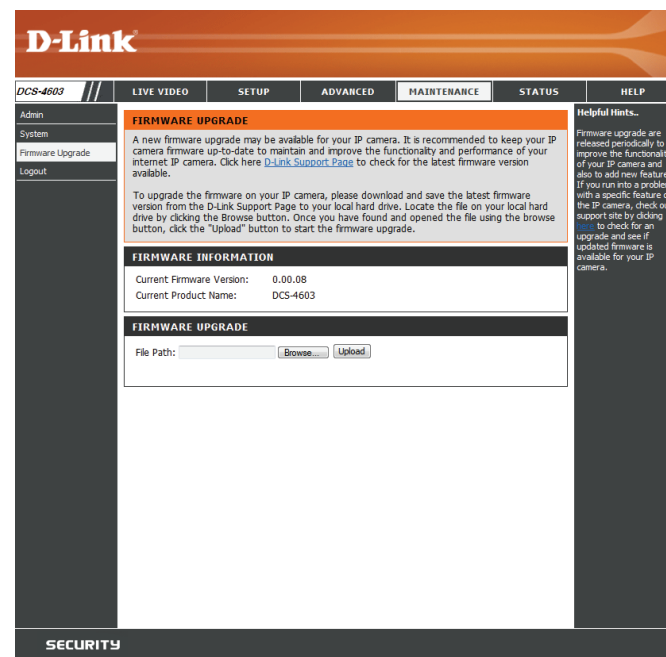 D-Link
DCS-4603
LIVE VIDEO
SETUP
ADVANCED
MAINTENANCE
STATUS
HELP
Admin
System
Firmware Upgrade
Logout
FIRMWARE UPGRADE
A new firmware upgrade may be available for your IP camera. It is recommended to keep your IP
camera firmware up-to-date to maintain and improve the functionality and performance of your
internet IP camera. Click here D-Link Support Page to check for the latest firmware version
available.
To upgrade the firmware on your IP camera, please download and save the latest firmware
version from the D-Link Support Page to your local hard drive. Locate the file on your local hard
drive by clicking the Browse button. Once you have found and opened the file using the browse
button, click the "Upload" button to start the firmware upgrade.
FIRMWARE INFORMATION
Current Firmware Version: 0.00.08
Current Product Name: DCS-4603
FIRMWARE UPGRADE
File Path: Browse... Upload
Helpful Hints..
Firmware upgrade are
released periodically to
improve the functionalit
of your IP camera and
also to add new feature
If you run into a proble
with a specific feature o
the IP camera, check ou
support site by clicking
here to check for an
upgrade and see if
updated firmware is
available for your IP
camera.
SECURITY